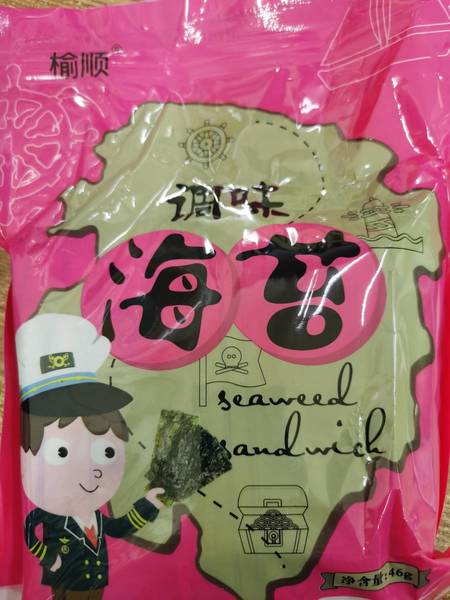 榆顺®
调味
海苔
seaweed
sandwich
净含量:46g